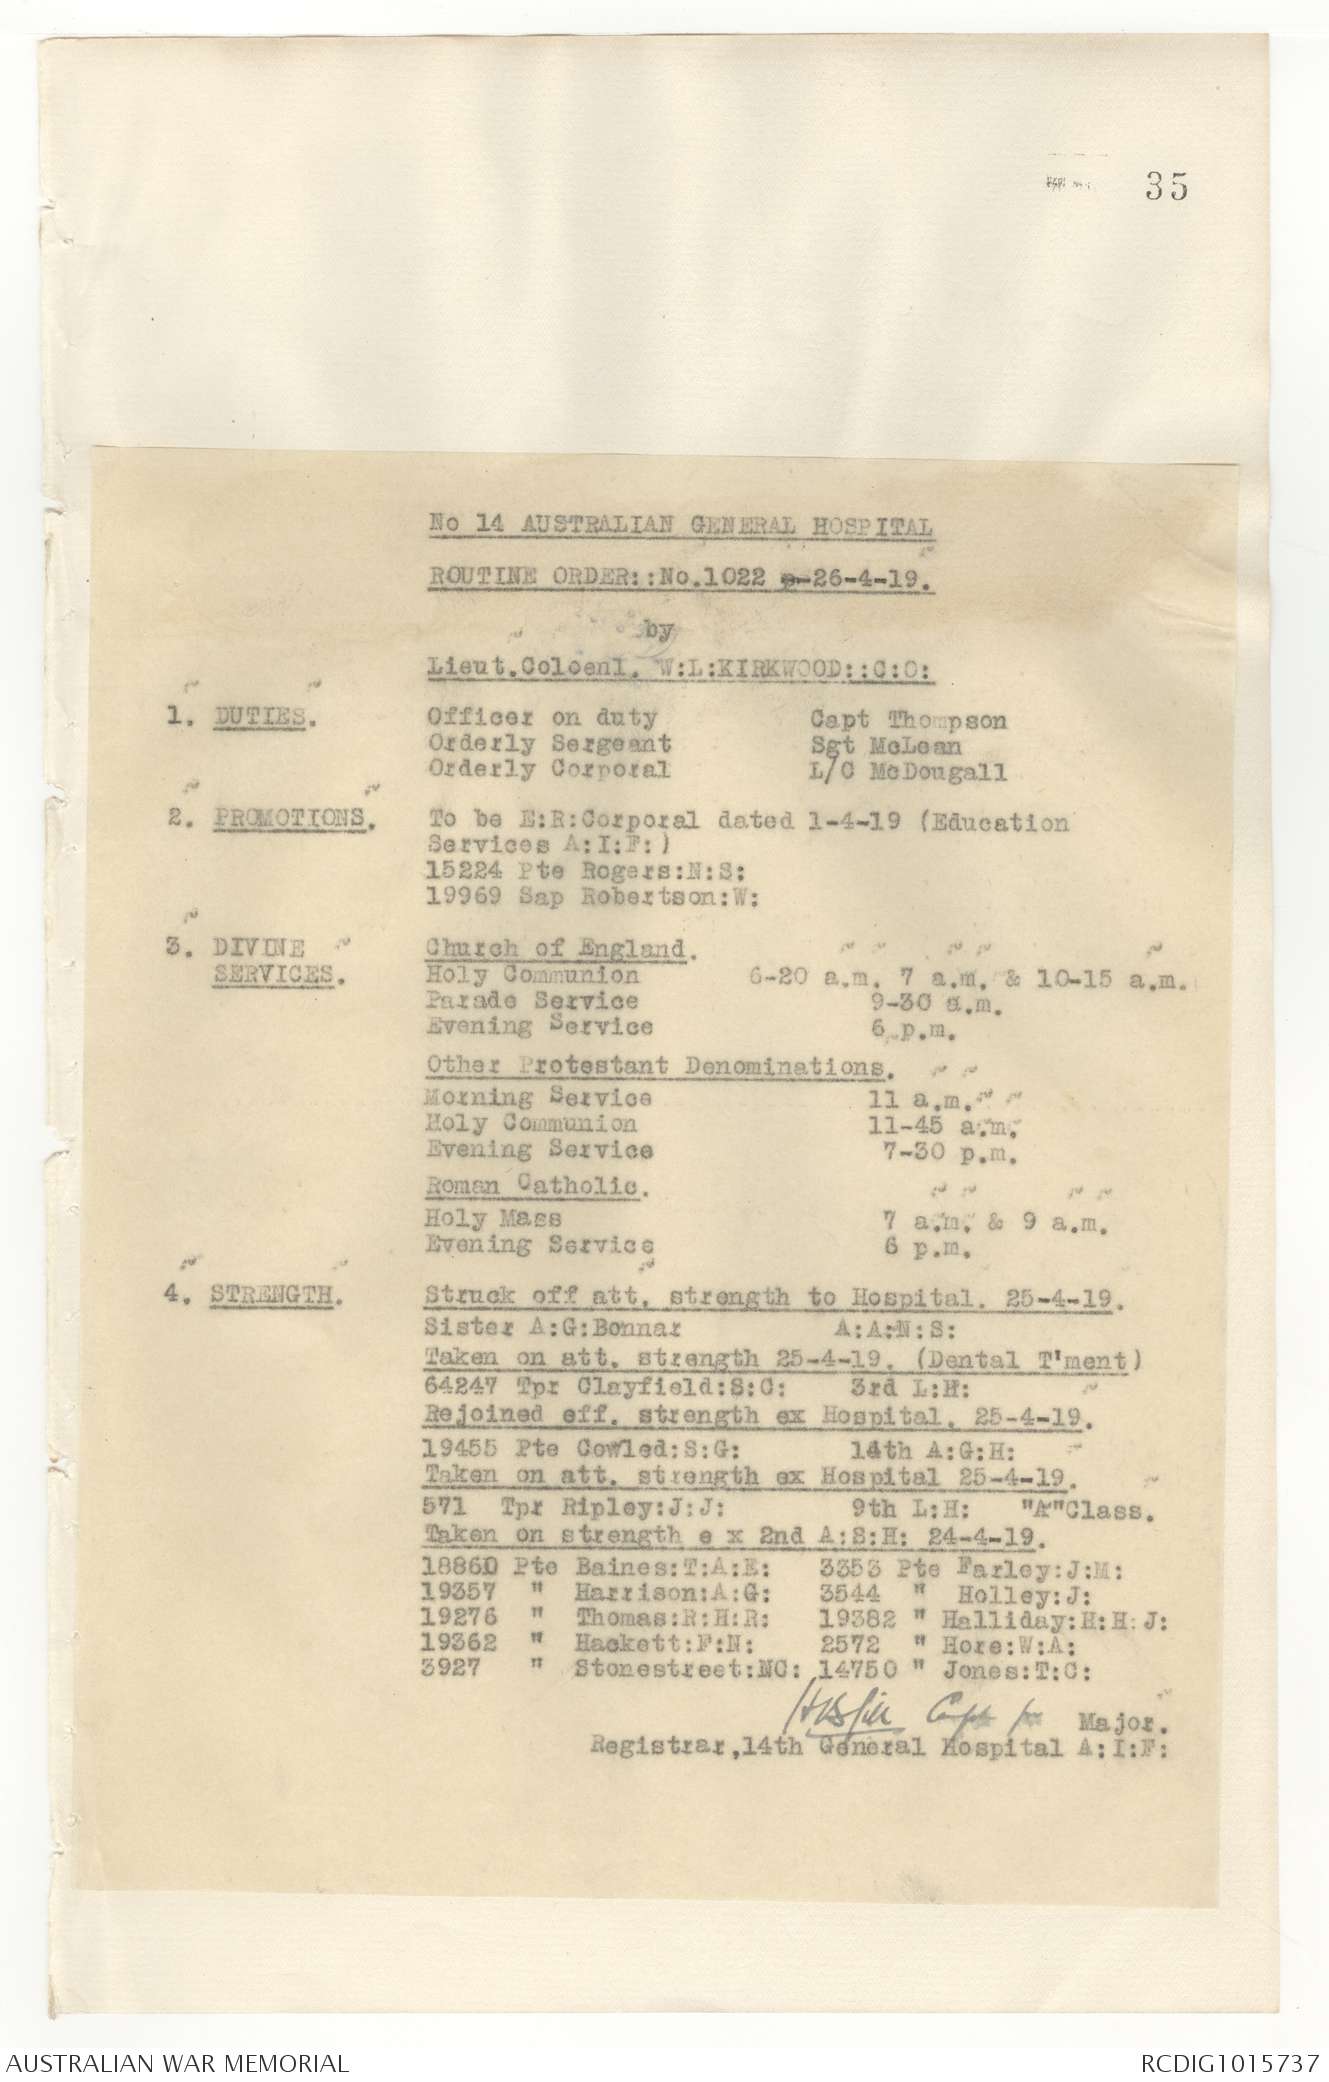 35
No 14 AUSTRALIAN GENERAL HOSPITAL
ROUTINE ORDER::No.1022 -26-4-19.
by
Lieut.Coloenl. W:L:KIRKWOOD::C:O:
1. DUTIES. Officer on duty Capt Thompson
Orderly Sergeant Sgt McLean
Orderly Corporal L/C McDougall
2. PROMOTIONS. To be E:R:Corporal dated 1-4-19 (Education
Services A:I:F:)
15224 Pte Rogers:N:S:
19969 Sap Robertson:W:
3. DIVINE Church of England.
SERVICES. Holy Communion 6-20 a.m. 7 a.m. & 10-15 a.m.
Parade Service 9-30 a.m.
Evening Service 6 p.m.
Other Protestant Denominations.
Morning Service 11 a.m.
Holy Communion 11-45 a.m.
Evening Service 7-30 p.m.
Roman Catholic.
Holy Mass 7 a.m. & 9 a.m.
Evening Service 6 p.m.
4. STRENGTH. Struck off att. strength to Hospital. 25-4-19.
Sister A:G:Bonnar A:A:N:S:
Taken on att. strength 25-4-19. (Dental T'ment)
64247 Tpr Clayfield:S:C: 3rd L:H:
Rejoined eff. strength ex Hospital. 25-4-19.
19455 Pte Cowled:S:G: 14th A:G:H:
Taken on att. strength ex Hospital 25-4-19.
571 Tpr Ripley:J:J: 9th L:H: "A"Class.
Taken on strength e x 2nd A:S:H: 24-4-19.
18860 Pte Baines:T:A:E: 3353 Pte Farley:J:M:
19357 " Harrison:A:G: 3544 " Holley:J:
19276 " Thomas:R:H:R: 19382 " Halliday:H:H:J:
19362 " Hackett:F:N: 2572 " Hore:W:A:
3927 " Stonestreet:NC: 14750 " Jones:T:C:
Capt for Major.
Registrar,14th General Hospital A:I:F:
AUSTRALIAN WAR MEMORIAL RCDIG1015737